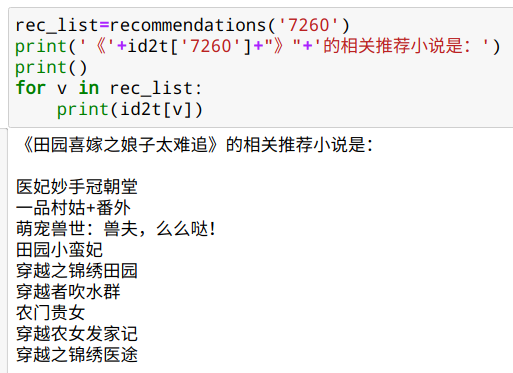 rec_list=recommendations('7260')
print('《'+id2t['7260']+"》"+'的相关推荐小说是：')
print()
for v in rec_list:
    print(id2t[v])
《田园喜嫁之娘子太难追》的相关推荐小说是：
医妃妙手冠朝堂
一品村姑+番外
萌宠兽世：兽夫，么么哒！
田园小蛮妃
穿越之锦绣田园
穿越者吹水群
农门贵女
穿越农女发家记
穿越之锦绣医途